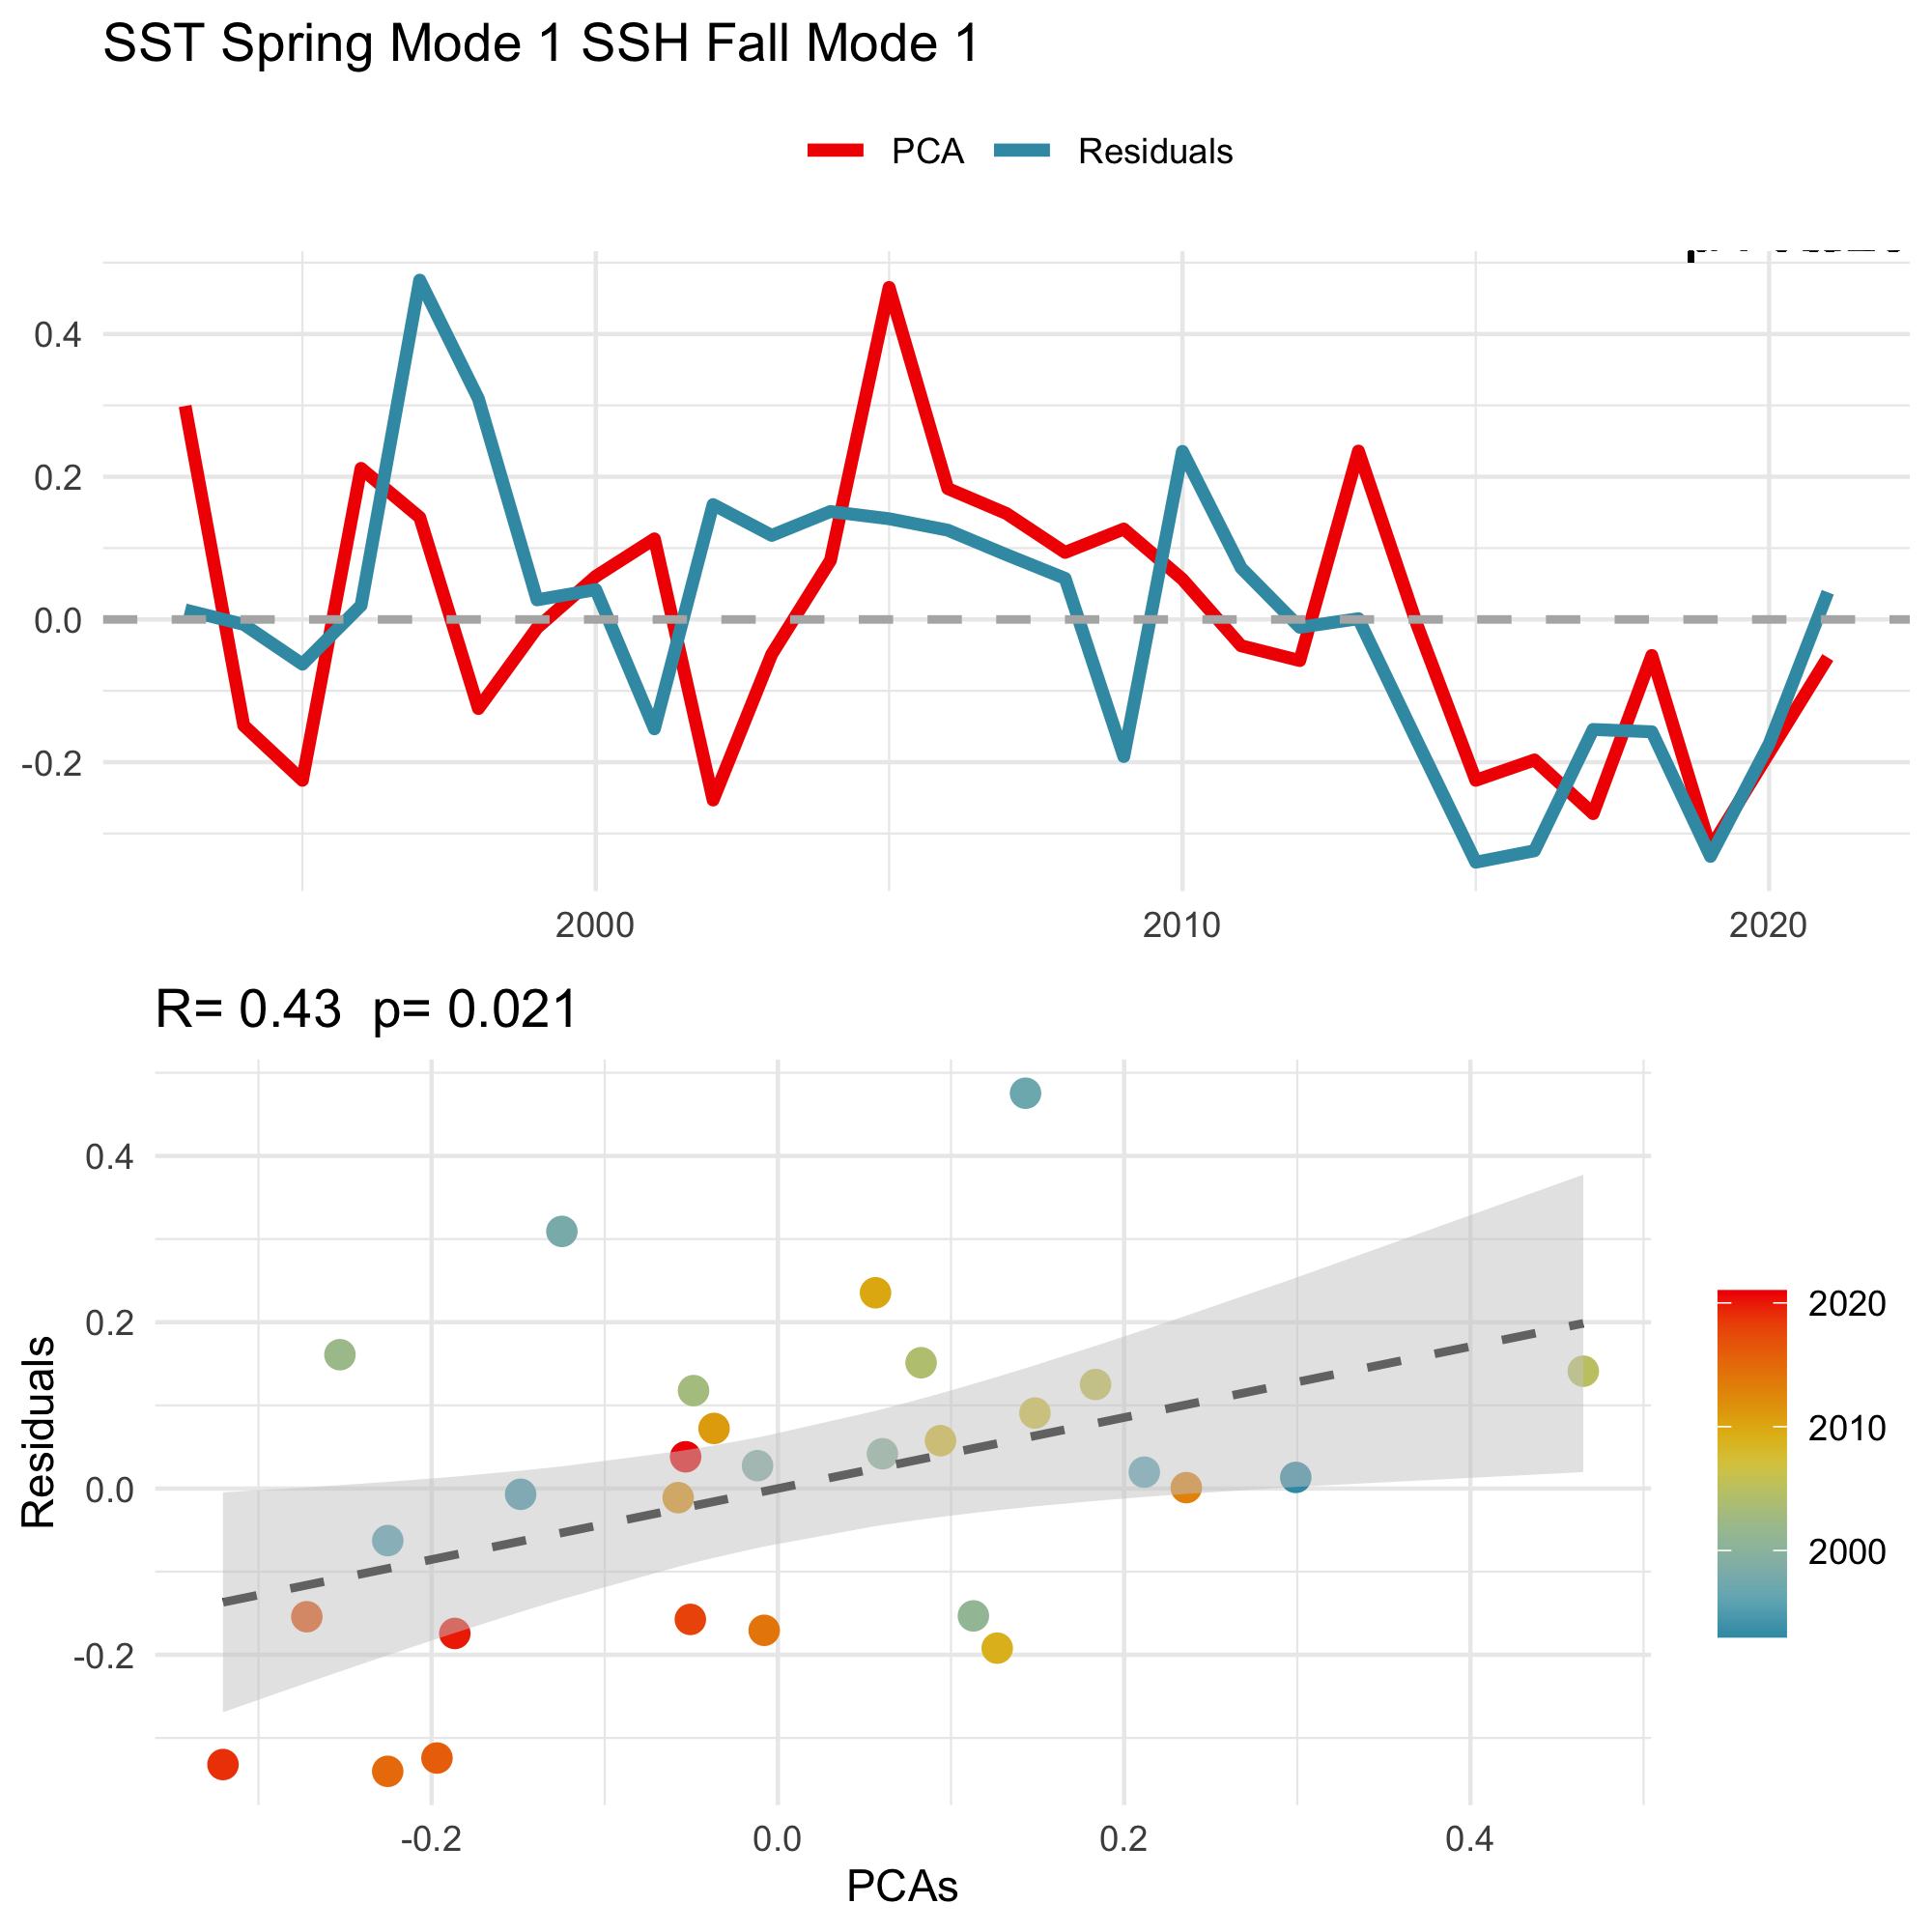 SST Spring Mode 1 SSH Fall Mode 1
PCA Residuals
0.4
0.2
0.0
-0.2
2000 2010 2020
R= 0.43 p= 0.021
Residuals
0.4
0.2
0.0
-0.2
-0.2 0.0 0.2 0.4
PCAs
2020
2010
2000